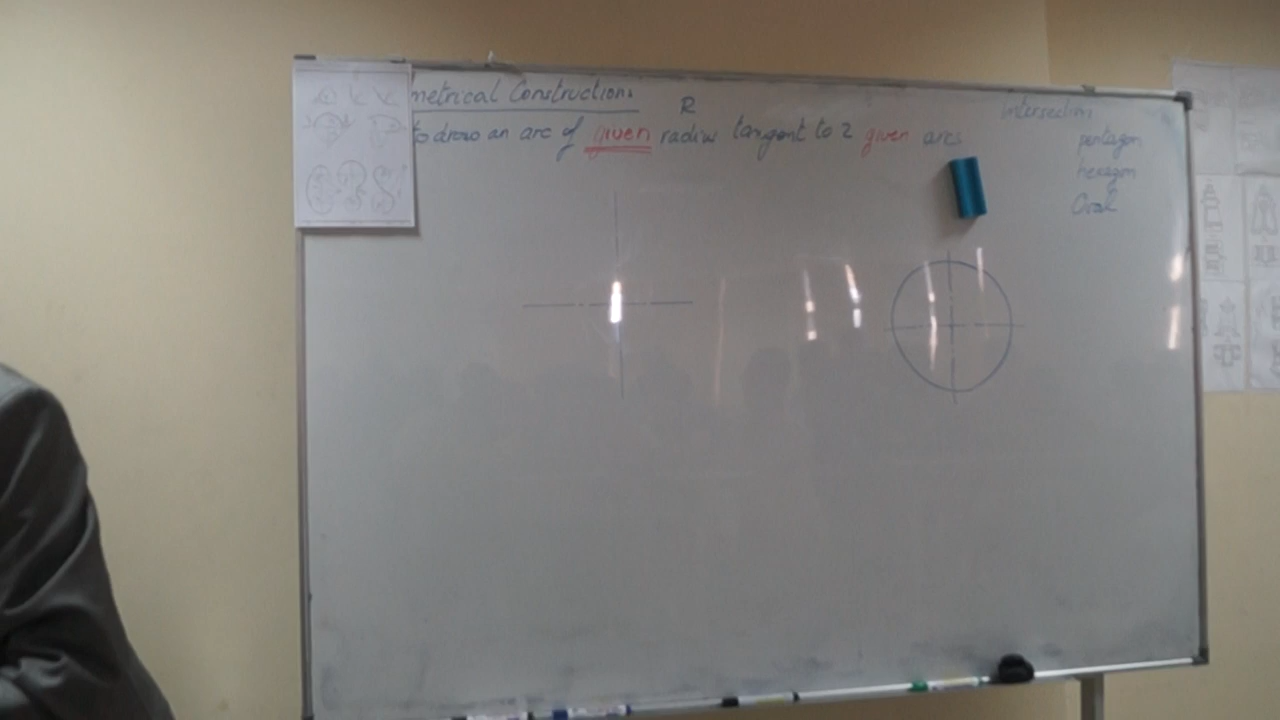 metrical Constructions
R
to draw an arc of given radius tangent to 2 given arcs
Intersection
pentagon
hexagon
Oval